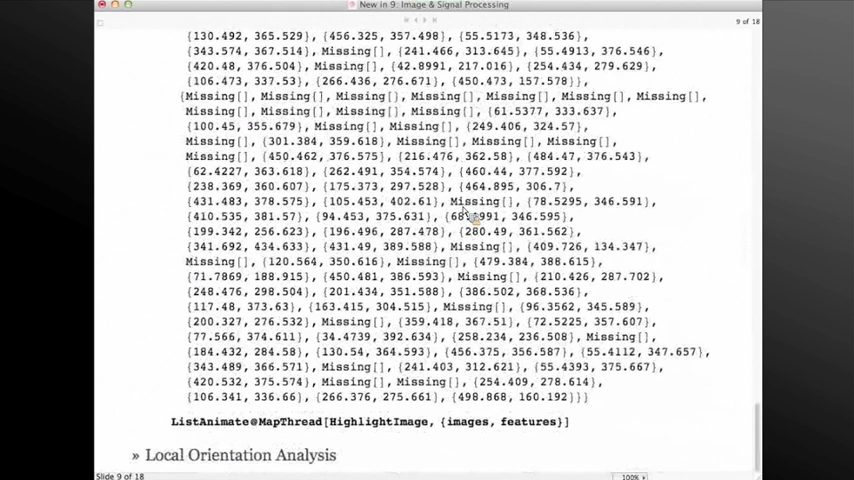 New in 9: Image & Signal Processing
9 of 18
{130.492, 365.529}, {456.325, 357.498}, {55.5173, 348.536},
{343.574, 367.514}, Missing[], {241.466, 313.645}, {55.4913, 376.546},
{420.48, 376.504}, Missing[], {42.8991, 217.016}, {254.434, 279.629},
{106.473, 337.53}, {266.436, 276.671}, {450.473, 157.578}},
{Missing[], Missing[], Missing[], Missing[], Missing[], Missing[], Missing[],
Missing[], Missing[], Missing[], Missing[], {61.5377, 333.637},
{100.45, 355.679}, Missing[], Missing[], {249.406, 324.57},
Missing[], {301.384, 359.618}, Missing[], Missing[], Missing[],
Missing[], {450.462, 376.575}, {216.476, 362.58}, {484.47, 376.543},
{62.4227, 363.618}, {262.491, 354.574}, {460.44, 377.592},
{238.369, 360.607}, {175.373, 297.528}, {464.895, 306.7},
{431.483, 378.575}, {105.453, 402.61}, Missing[], {78.5295, 346.591},
{410.535, 381.57}, {94.453, 375.631}, 346.595},
{199.342, 256.623}, {196.496, 287.478}, {280.49, 361.562},
{341.692, 434.633}, {431.49, 389.588}, Missing[], {409.726, 134.347},
Missing[], {120.564, 350.616}, Missing[], {479.384, 388.615},
{71.7869, 188.915}, {450.481, 386.593}, Missing[], {210.426, 287.702},
{248.476, 298.504}, {201.434, 351.588}, {386.502, 368.536},
{117.48, 373.63}, {163.415, 304.515}, Missing[], {96.3562, 345.589},
{200.327, 276.532}, Missing[], {359.418, 367.51}, {72.5225, 357.607},
{77.566, 374.611}, {34.4739, 392.634}, {258.234, 236.508}, Missing[],
{184.432, 284.58}, {130.54, 364.593}, {456.375, 356.587}, {55.4112, 347.657},
{343.489, 366.571}, Missing[], {241.403, 312.621}, {55.4393, 375.667},
{420.532, 375.574}, Missing[], Missing[], {254.409, 278.614},
{106.341, 336.66}, {266.376, 275.661}, {498.868, 160.192}}}
ListAnimate@MapThread[HighlightImage, {images, features}]
» Local Orientation Analysis
Slide 9 of 18
100%